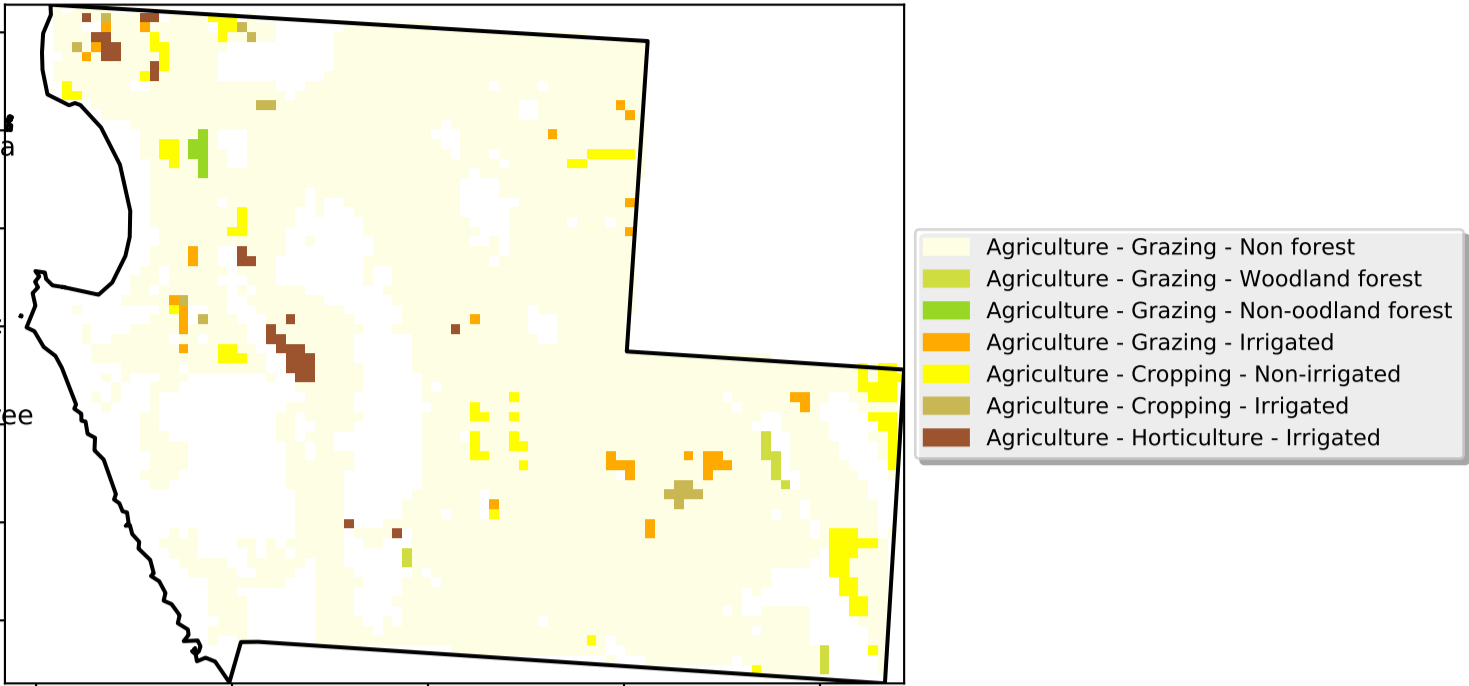 a
ee
Agriculture - Grazing - Non forest
Agriculture - Grazing - Woodland forest
Agriculture - Grazing - Non-oodland forest
Agriculture - Grazing - Irrigated
Agriculture - Cropping - Non-irrigated
Agriculture - Cropping - Irrigated
Agriculture - Horticulture - Irrigated